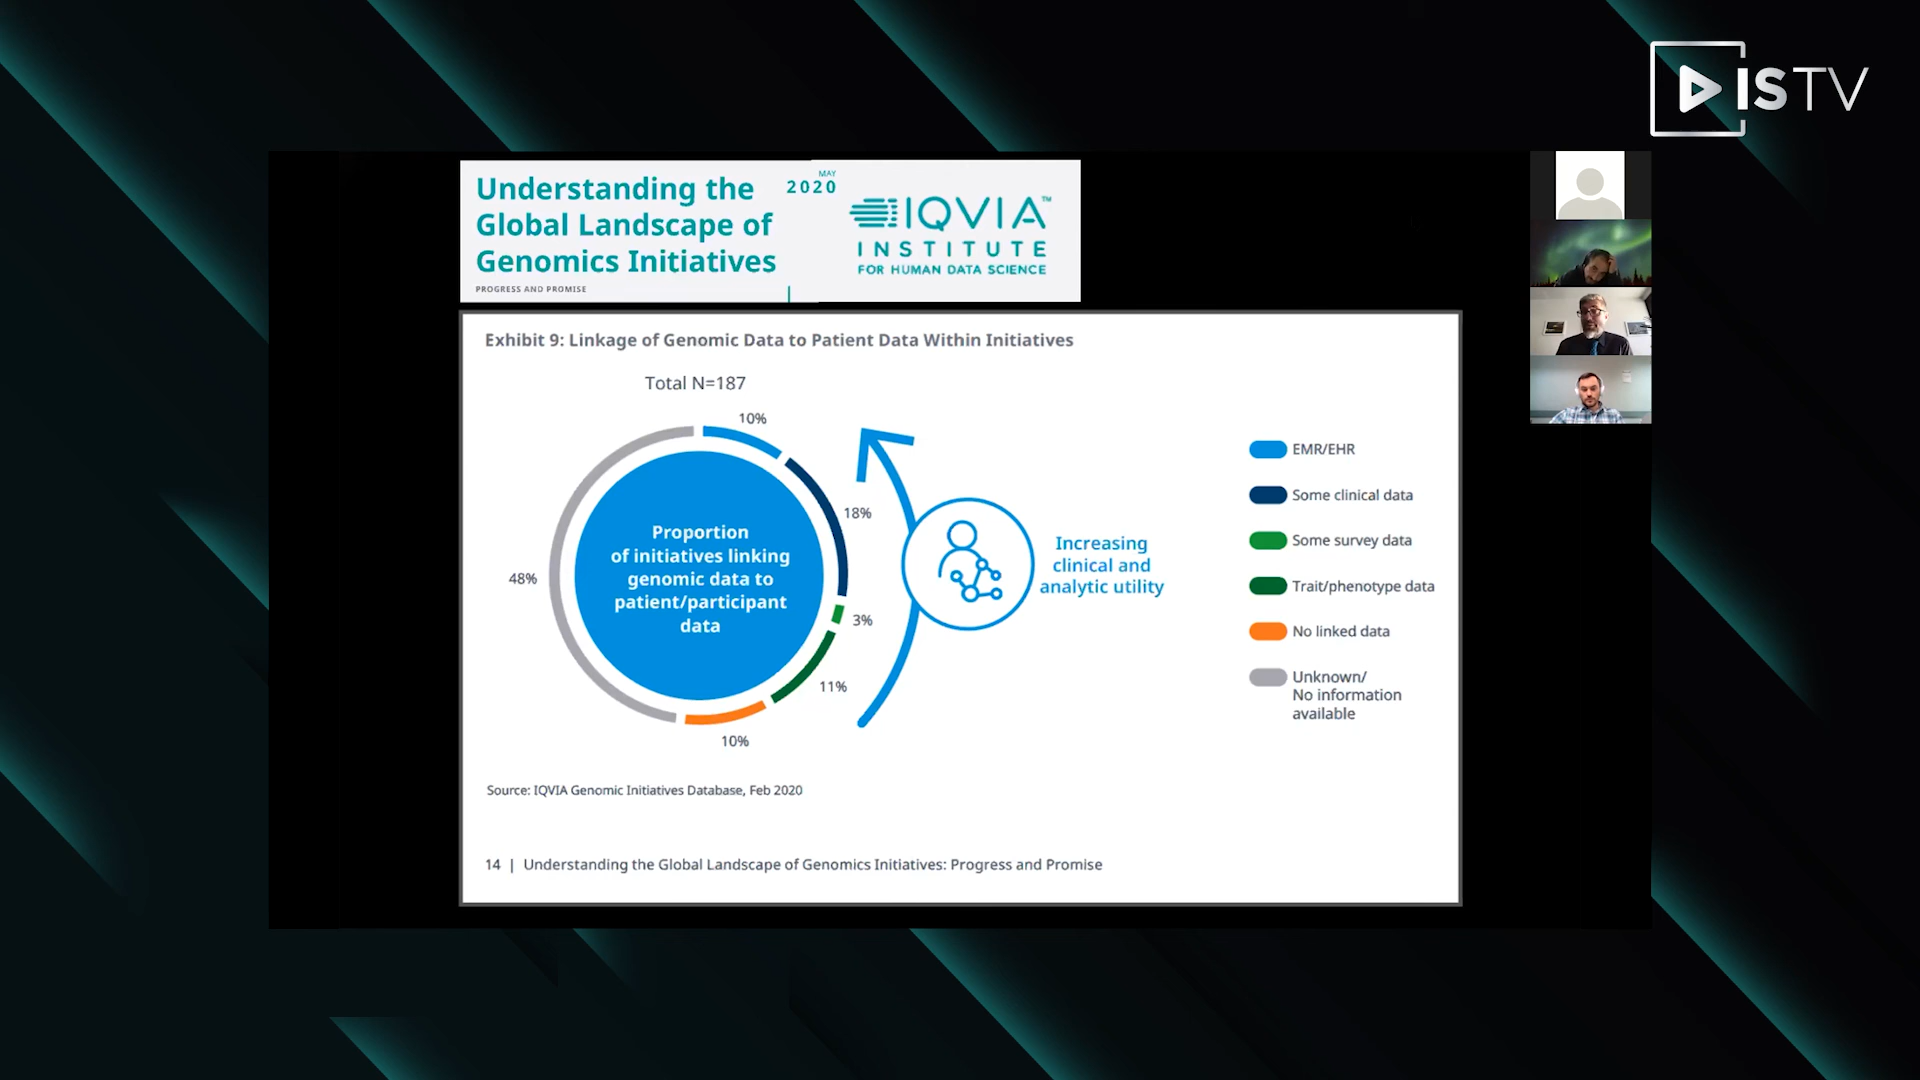 ISTV
Understanding the
Global Landscape of
Genomics Initiatives
PROGRESS AND PROMISE
MAY
2020
IQVIA™
INSTITUTE
FOR HUMAN DATA SCIENCE
Exhibit 9: Linkage of Genomic Data to Patient Data Within Initiatives
Total N=187
10%
18%
3%
11%
10%
48%
Proportion
of initiatives linking
genomic data to
patient/participant
data
Increasing
clinical and
analytic utility
EMR/EHR
Some clinical data
Some survey data
Trait/phenotype data
No linked data
Unknown/
No information
available
Source: IQVIA Genomic Initiatives Database, Feb 2020
14 | Understanding the Global Landscape of Genomics Initiatives: Progress and Promise